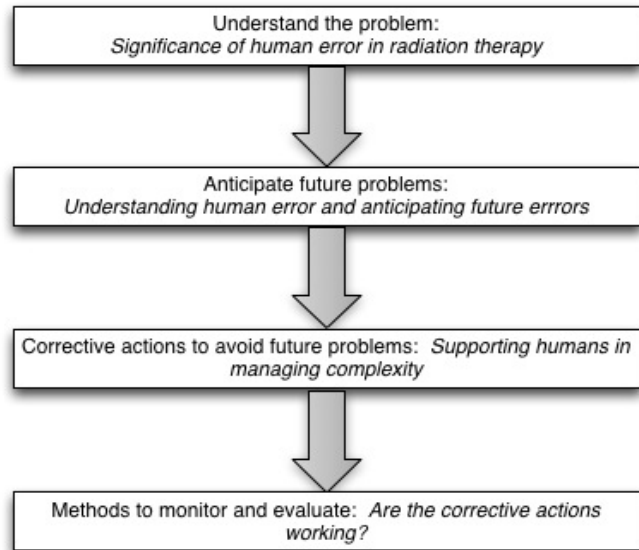 Understand the problem:
Significance of human error in radiation therapy
Anticipate future problems:
Understanding human error and anticipating future errrors
Corrective actions to avoid future problems:  Supporting humans in
managing complexity
Methods to monitor and evaluate:  Are the corrective actions
working?